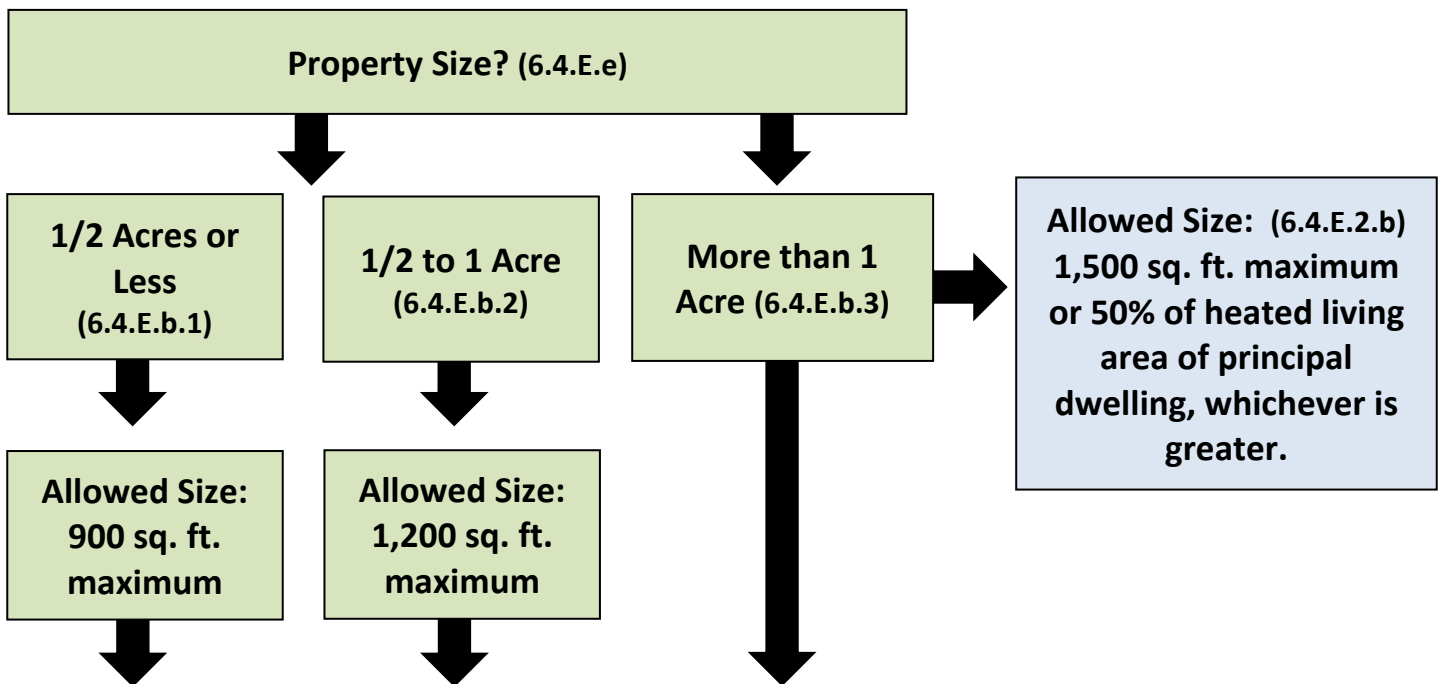 Property Size? (6.4.E.e)
1/2 Acres or
Less
(6.4.E.b.1)
1/2 to 1 Acre
(6.4.E.b.2)
More than 1
Acre (6.4.E.b.3)
Allowed Size: (6.4.E.2.b)
1,500 sq. ft. maximum
or 50% of heated living
area of principal
dwelling, whichever is
greater.
Allowed Size:
900 sq. ft.
maximum
Allowed Size:
1,200 sq. ft.
maximum